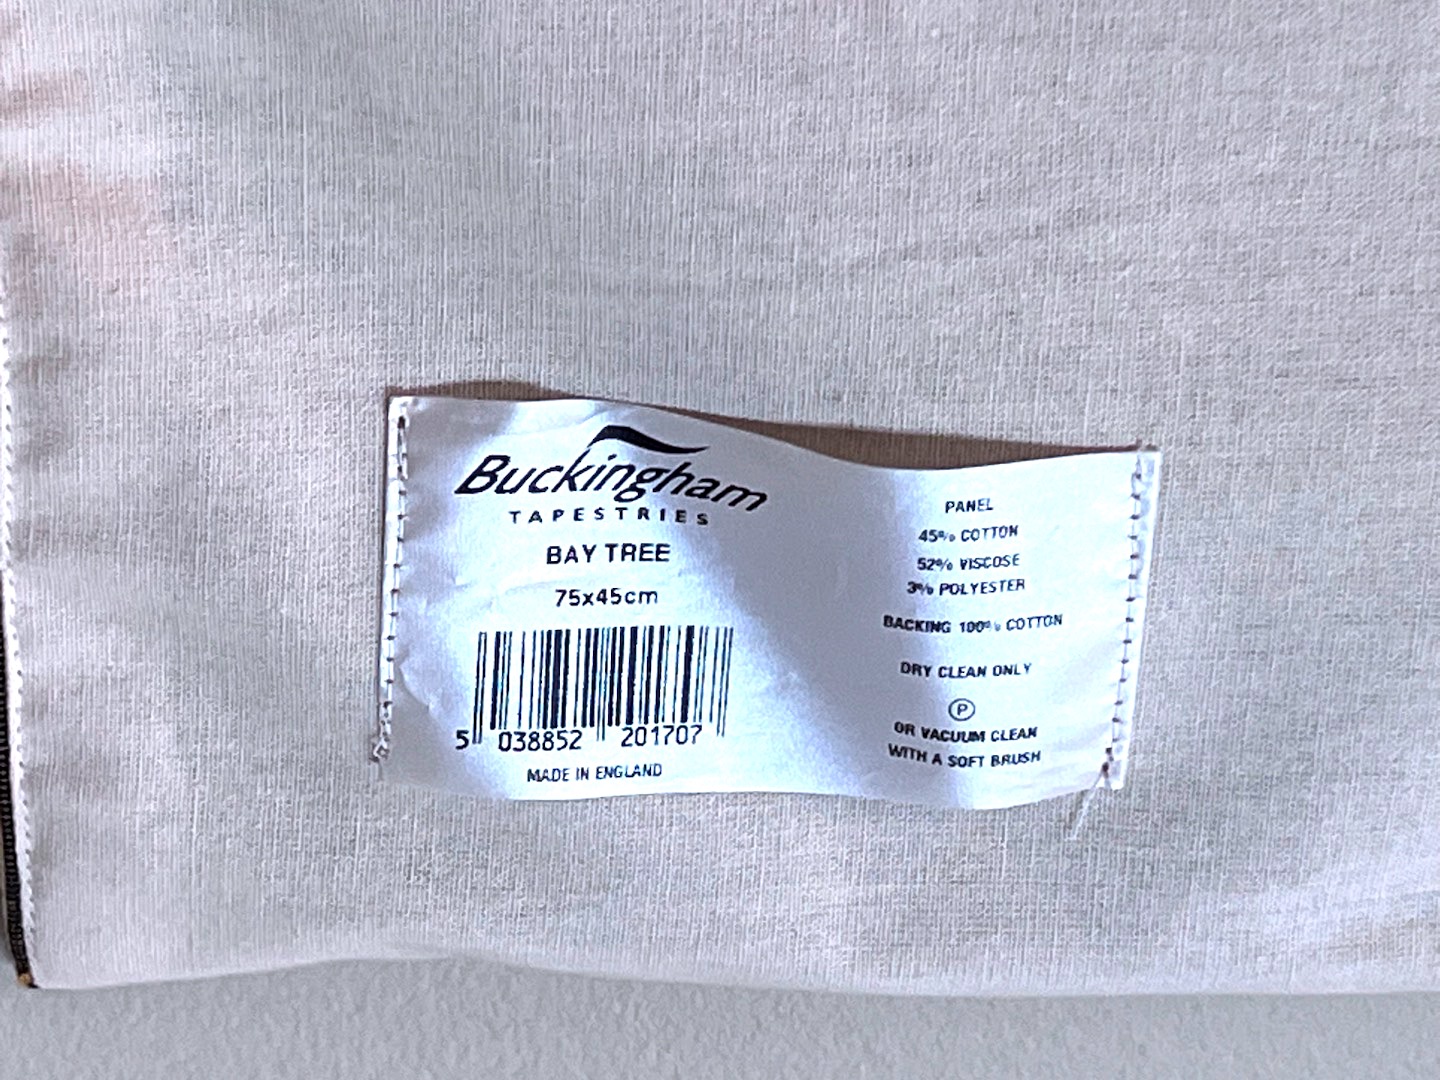 Buckingham
TAPESTRIES
BAY TREE
75x45cm
5 038852 201707
MADE IN ENGLAND
PANEL
45% COTTON
52% VISCOSE
3% POLYESTER
BACKING 100% COTTON
DRY CLEAN ONLY
P
OR VACUUM CLEAN
WITH A SOFT BRUSH